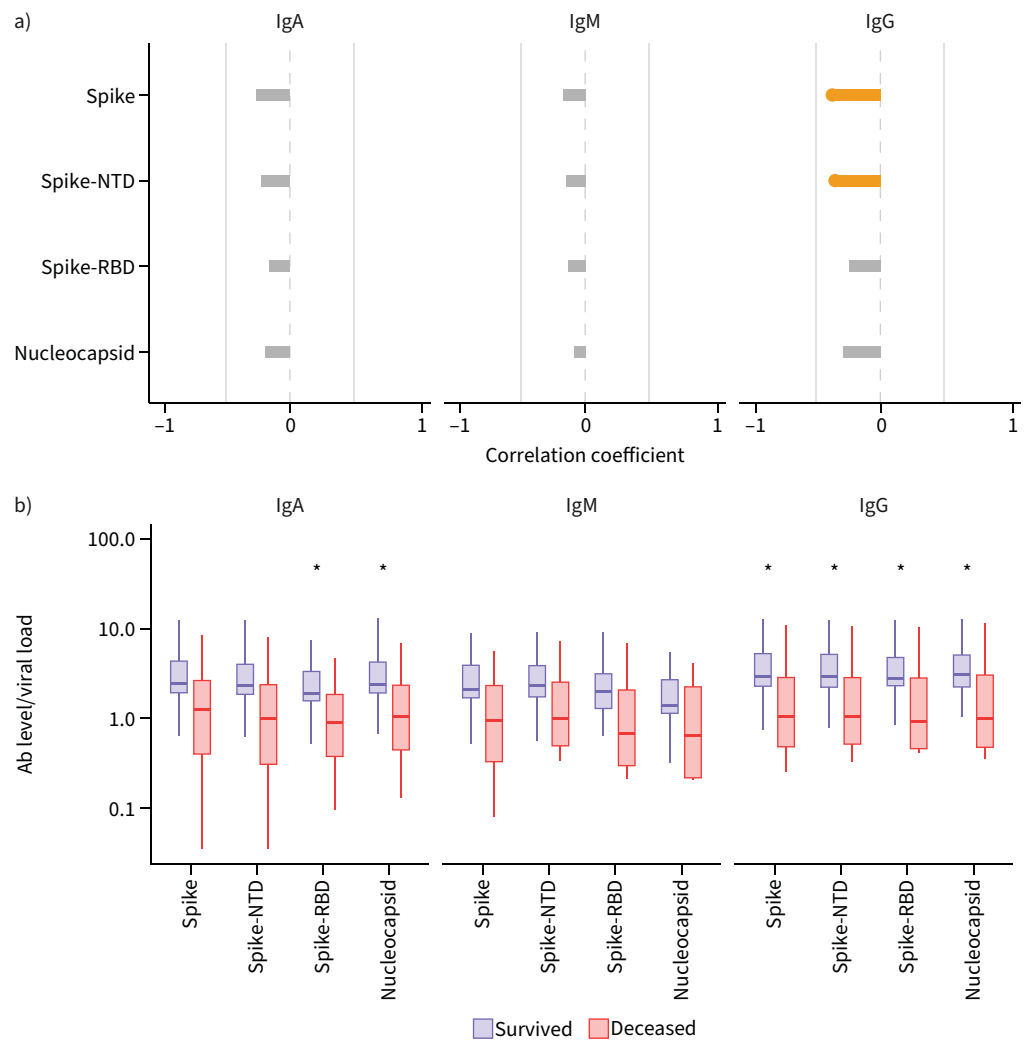 a)
IgA
IgM
IgG
Spike
Spike-NTD
Spike-RBD
Nucleocapsid
–1 0 1 –1 0 1 –1 0 1
Correlation coefficient
b)
IgA
IgM
IgG
Ab level/viral load
100.0
* * * * * *
10.0
1.0
0.1
Spike Spike-NTD Spike-RBD Nucleocapsid Spike Spike-NTD Spike-RBD Nucleocapsid Spike Spike-NTD Spike-RBD Nucleocapsid
Survived Deceased